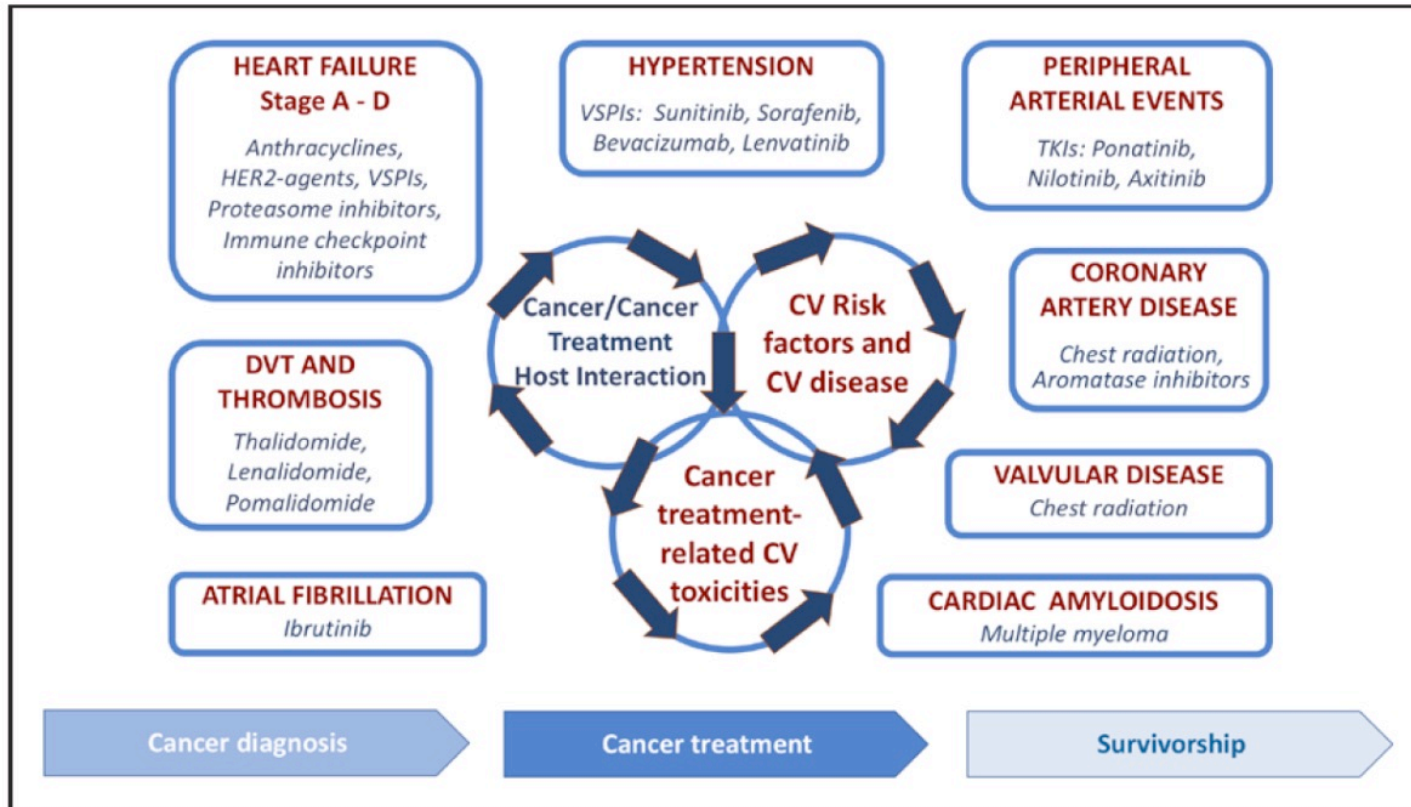 HEART FAILURE
Stage A - D
Anthracyclines,
HER2-agents, VSPIs,
Proteasome inhibitors,
Immune checkpoint
inhibitors
HYPERTENSION
VSPIs: Sunitinib, Sorafenib,
Bevacizumab, Lenvatinib
PERIPHERAL
ARTERIAL EVENTS
TKIs: Ponatinib,
Nilotinib, Axitinib
DVT AND
THROMBOSIS
Thalidomide,
Lenalidomide,
Pomalidomide
Cancer/Cancer
Treatment
Host Interaction
CV Risk
factors and
CV disease
CORONARY
ARTERY DISEASE
Chest radiation,
Aromatase inhibitors
Cancer
treatment-
related CV
toxicities
VALVULAR DISEASE
Chest radiation
ATRIAL FIBRILLATION
Ibrutinib
CARDIAC AMYLOIDOSIS
Multiple myeloma
Cancer diagnosis
Cancer treatment
Survivorship